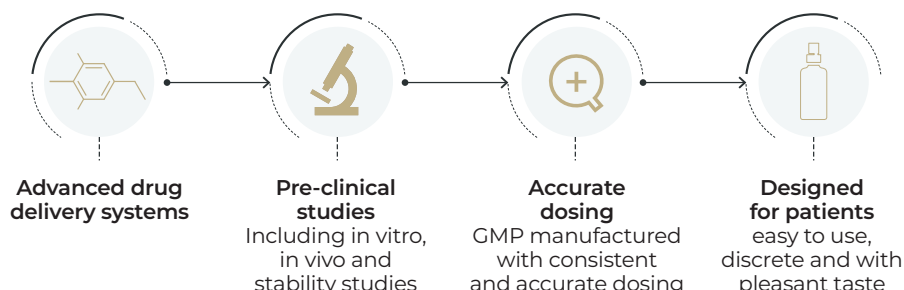 Advanced drug
delivery systems
Pre-clinical
studies
Including in vitro,
in vivo and
stability studies
Accurate
dosing
GMP manufactured
with consistent
and accurate dosing
Designed
for patients
easy to use,
discrete and with
pleasant taste